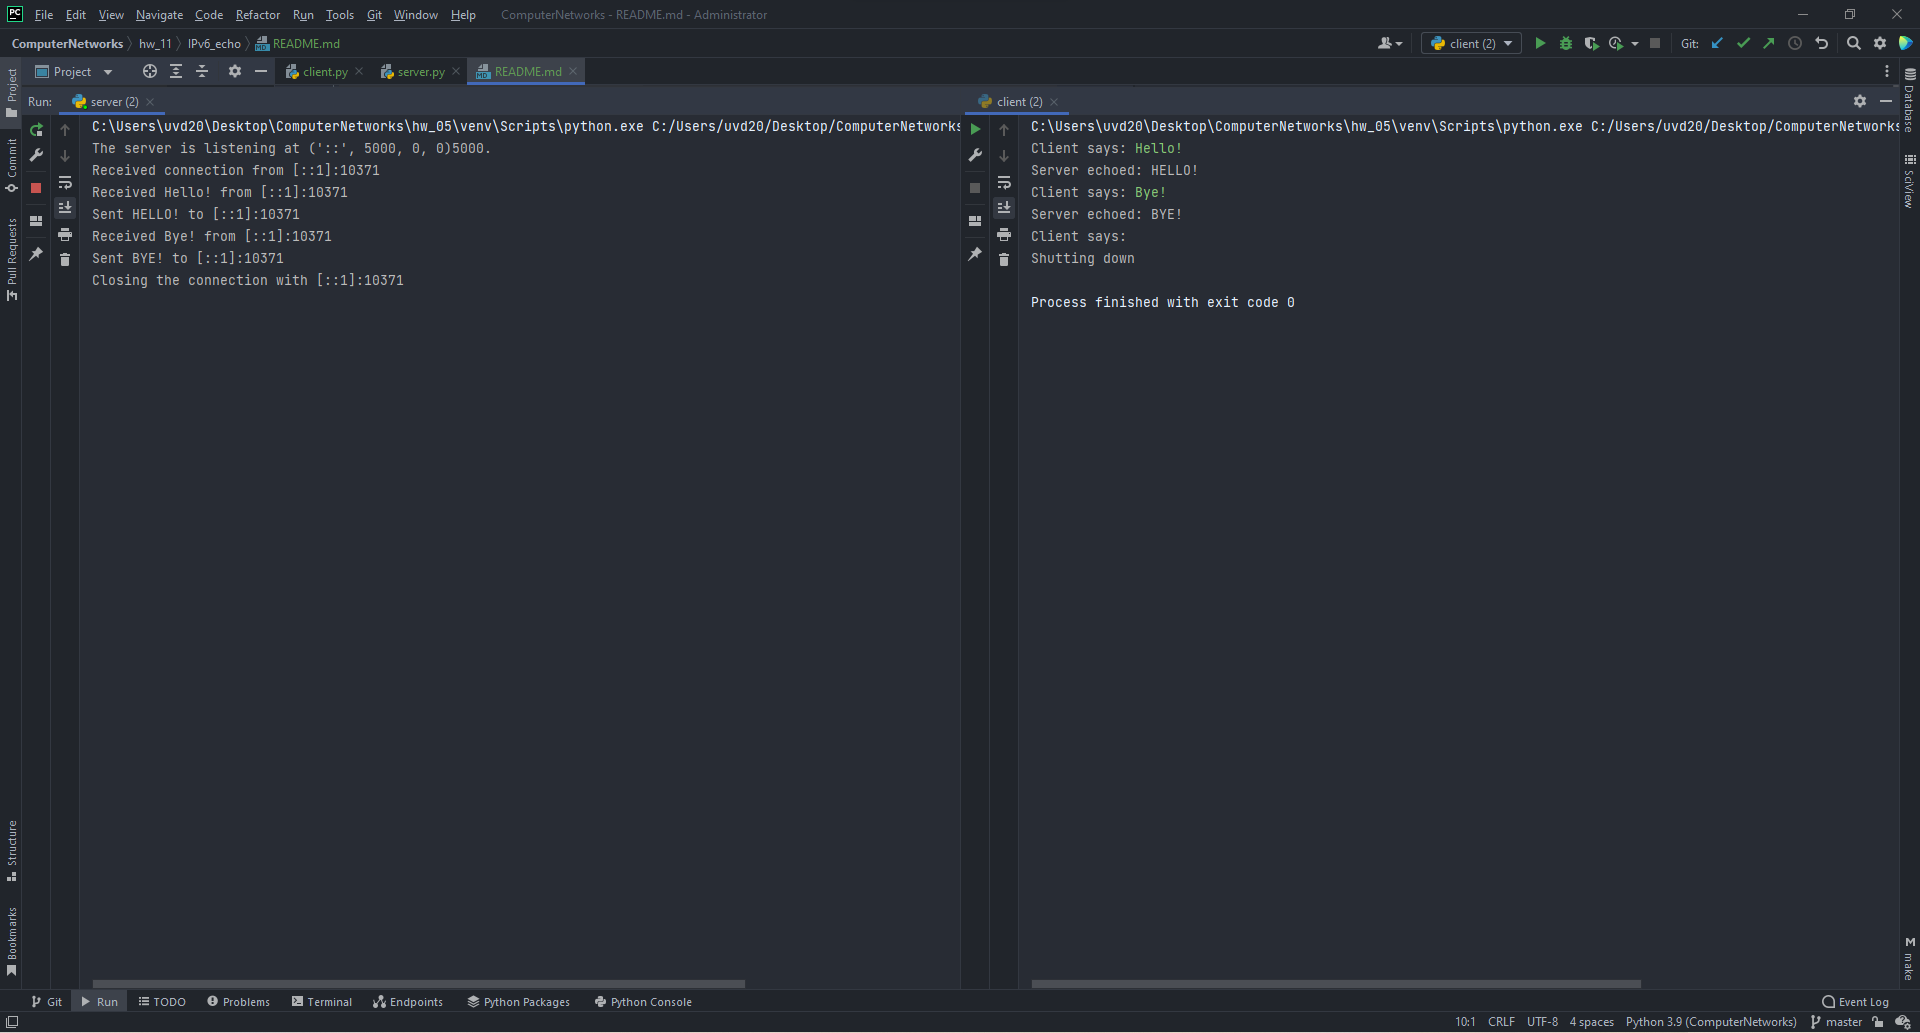 PC File Edit View Navigate Code Refactor Run Tools Git Window Help ComputerNetworks - README.md - Administrator
ComputerNetworks hw_11 IPv6_echo README.md client (2) Git:
Project client.py server.py README.md
Run: server (2) client (2)
C:\Users\uvd20\Desktop\ComputerNetworks\hw_05\venv\Scripts\python.exe C:/Users/uvd20/Desktop/ComputerNetworks
The server is listening at ('::', 5000, 0, 0)5000.
Received connection from [::1]:10371
Received Hello! from [::1]:10371
Sent HELLO! to [::1]:10371
Received Bye! from [::1]:10371
Sent BYE! to [::1]:10371
Closing the connection with [::1]:10371
C:\Users\uvd20\Desktop\ComputerNetworks\hw_05\venv\Scripts\python.exe C:/Users/uvd20/Desktop/ComputerNetworks
Client says: Hello!
Server echoed: HELLO!
Client says: Bye!
Server echoed: BYE!
Client says:
Shutting down
Process finished with exit code 0
Project
Commit
Pull Requests
Structure
Bookmarks
Database
SciView
M make
Git Run TODO Problems Terminal Endpoints Python Packages Python Console Event Log
10:1 CRLF UTF-8 4 spaces Python 3.9 (ComputerNetworks) master